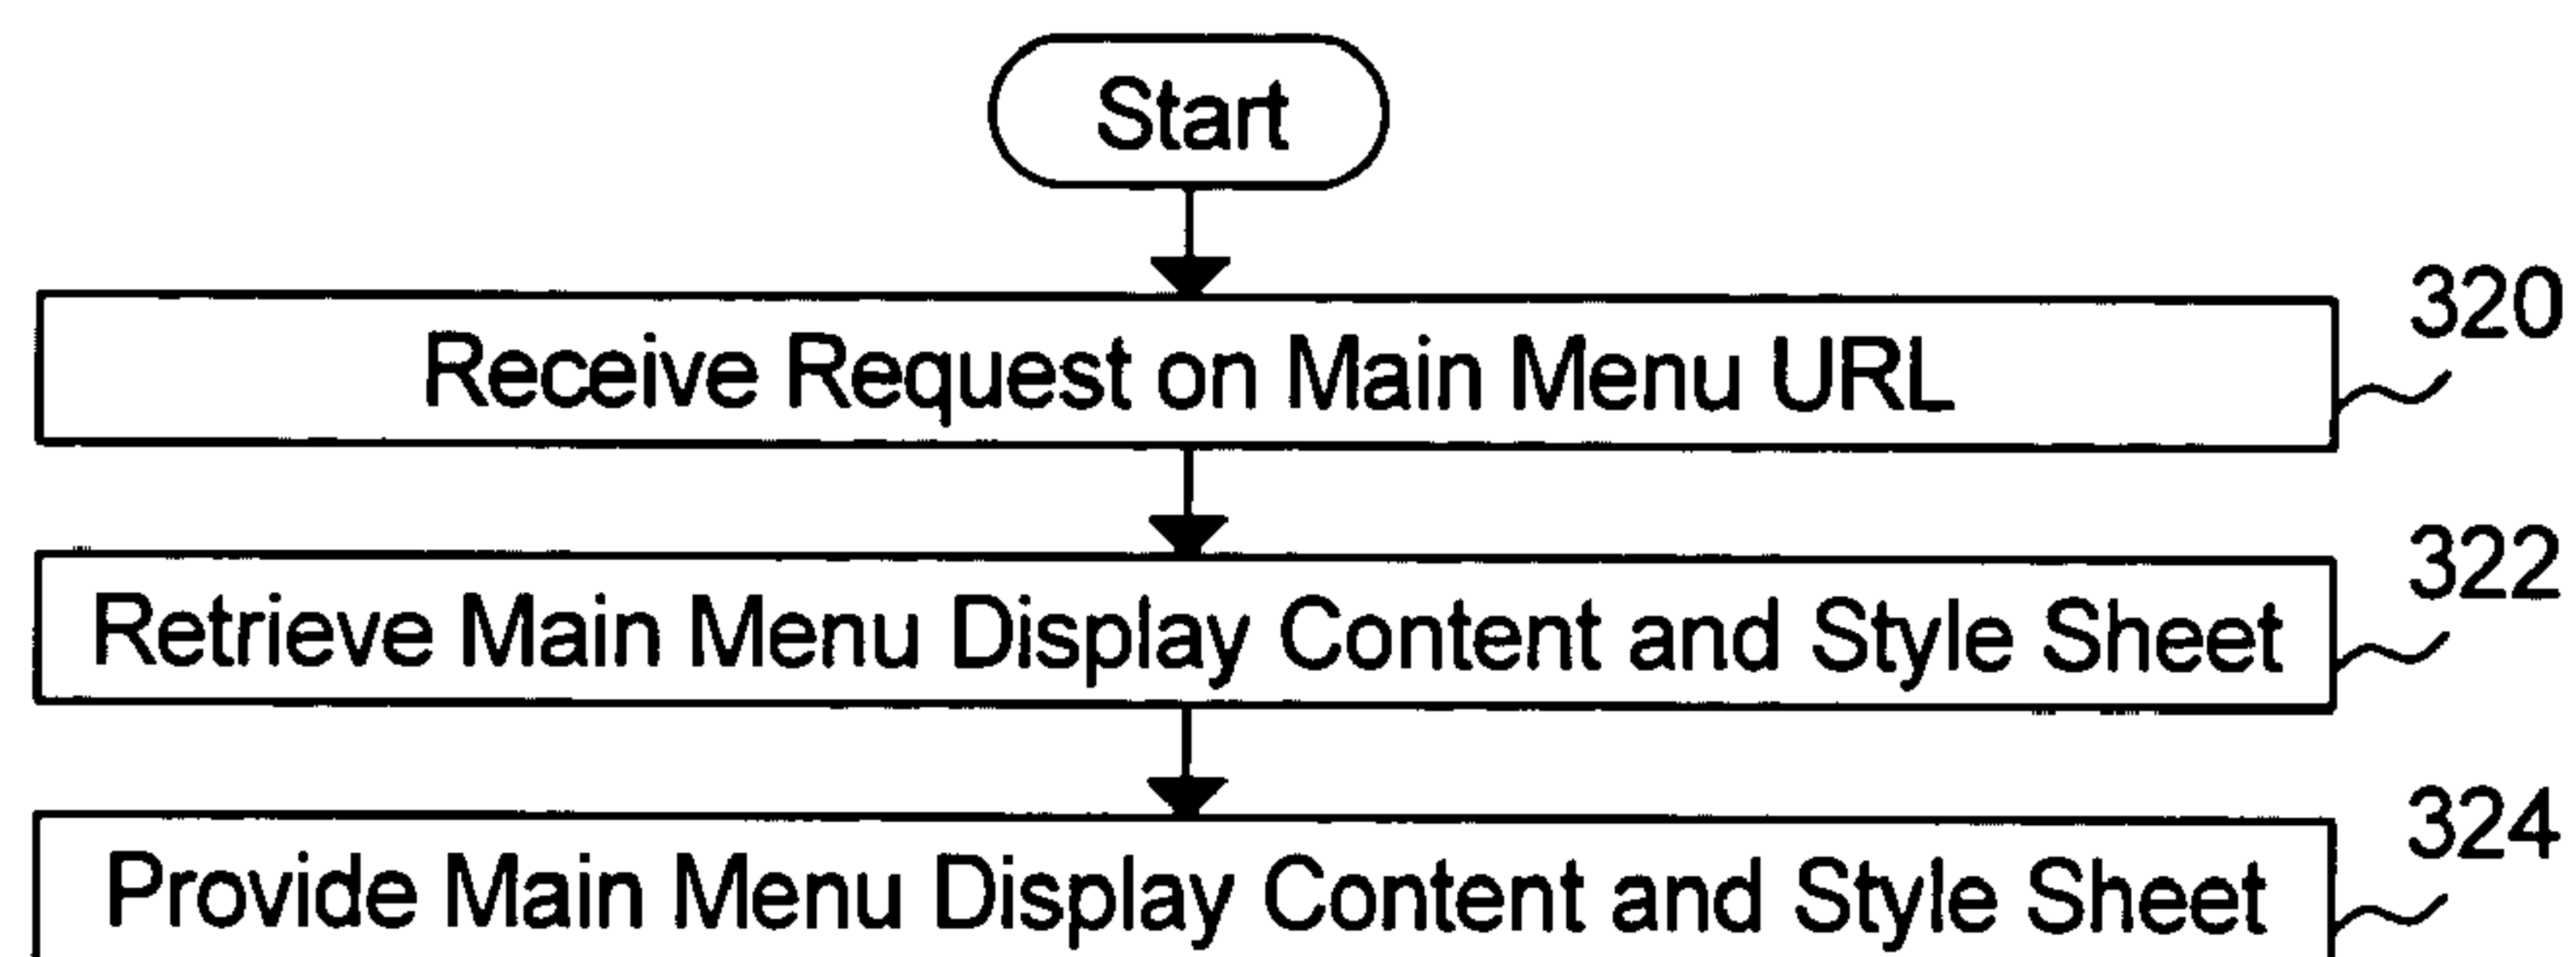 Start
320
Receive Request on Main Menu URL
322
Retrieve Main Menu Display Content and Style Sheet
324
Provide Main Menu Display Content and Style Sheet